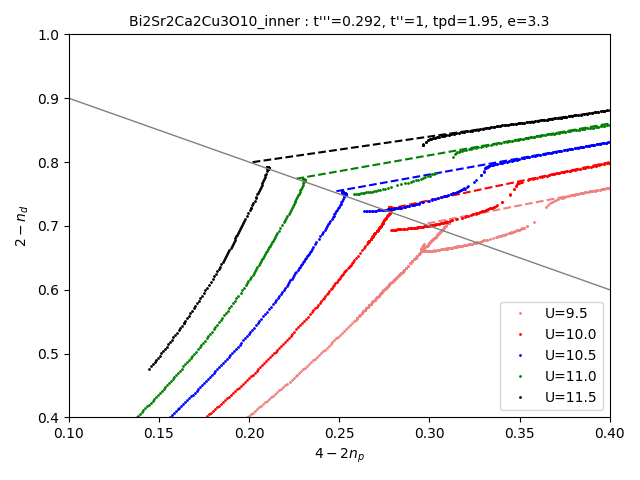 Bi2Sr2Ca2Cu3O10_inner : t'''=0.292, t''=1, tpd=1.95, e=3.3
1.0
0.9
0.8
0.7
0.6
0.5
0.4
2 − n_d
U=9.5
U=10.0
U=10.5
U=11.0
U=11.5
0.10
0.15
0.20
0.25
0.30
0.35
0.40
4 − 2n_p